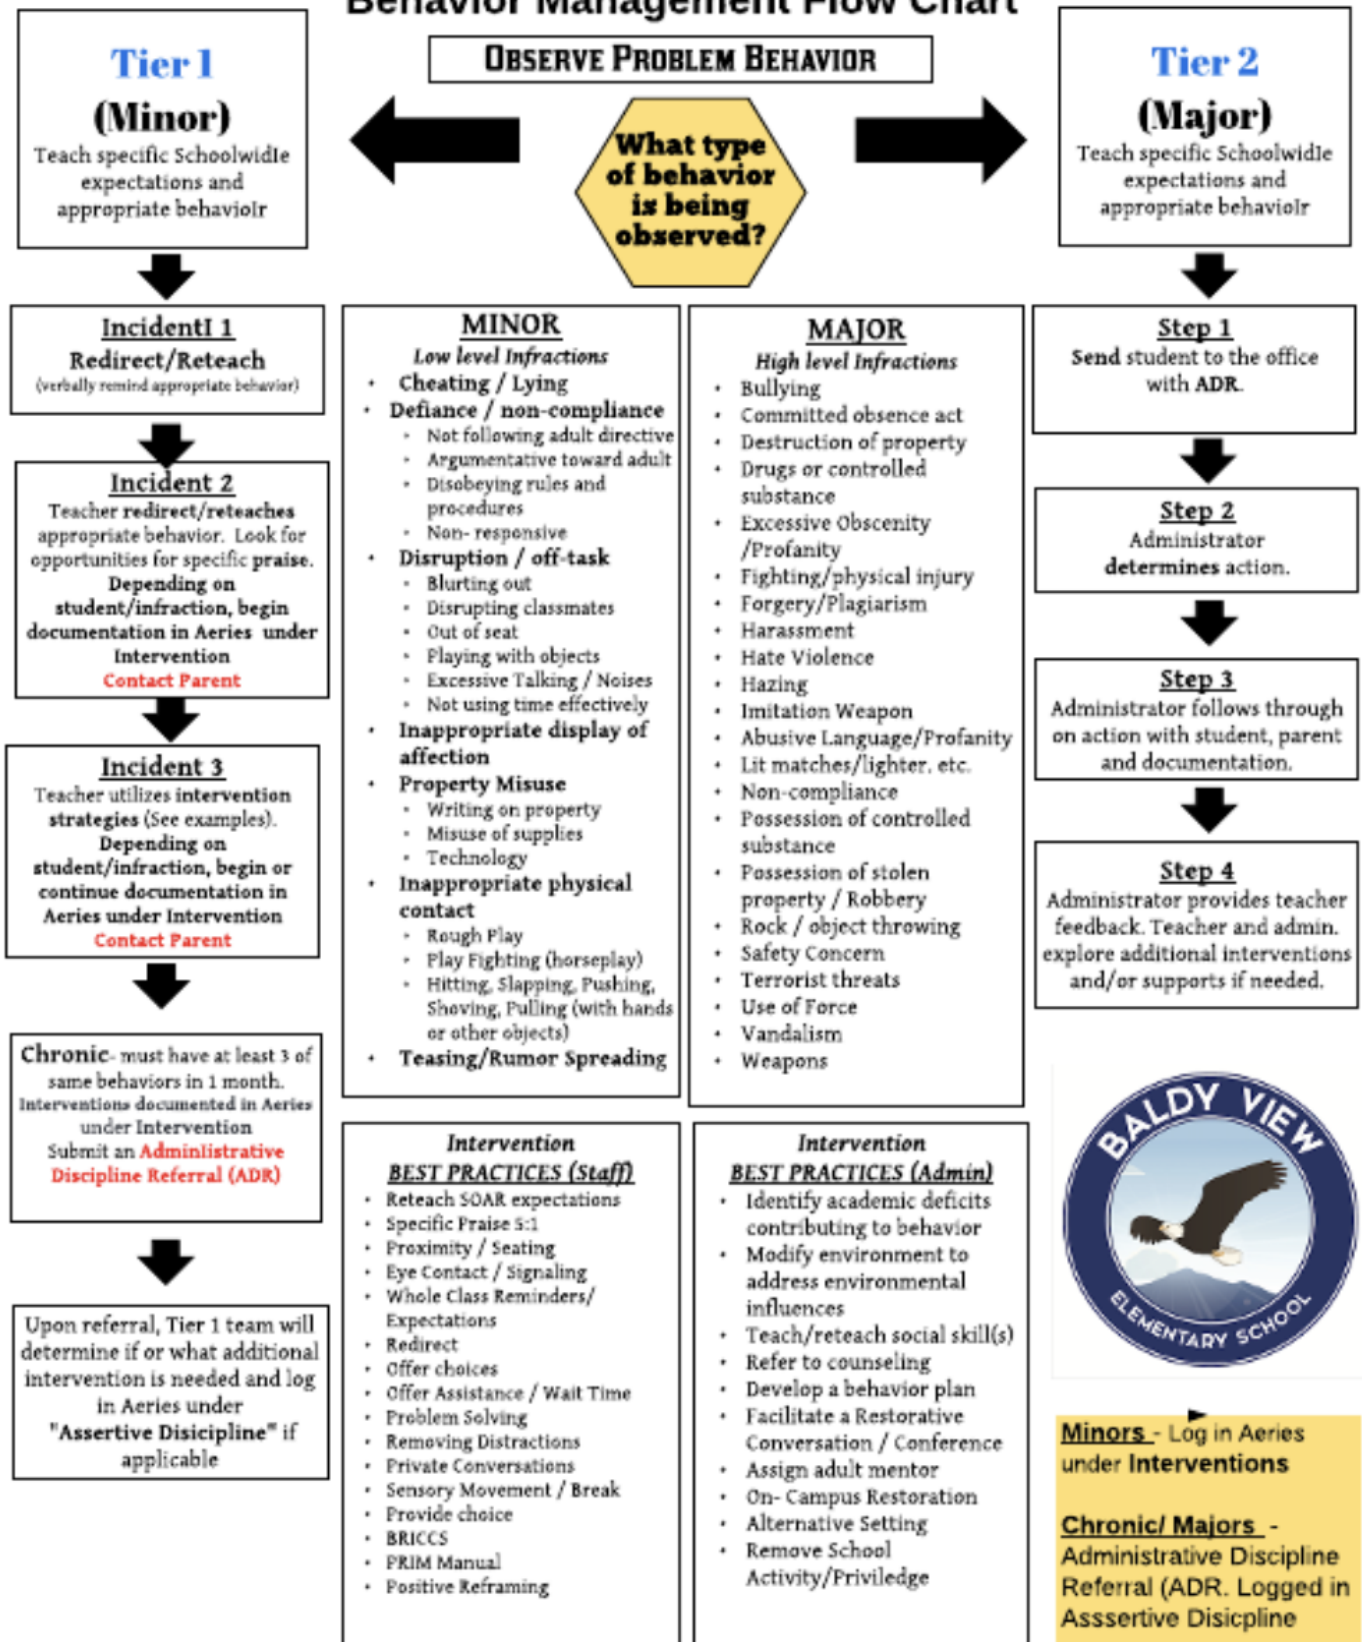 Behavior Management Flow Chart
OBSERVE PROBLEM BEHAVIOR
What type
of behavior
is being
observed?
Tier 1
(Minor)
Teach specific Schoolwidle
expectations and
appropriate behaviolr
IncidentI 1
Redirect/Reteach
(verbally remind appropriate behavior)
Incident 2
Teacher redirect/reteaches
appropriate behavior. Look for
opportunities for specific praise.
Depending on
student/infraction, begin
documentation in Aeries under
Intervention
Contact Parent
Incident 3
Teacher utilizes intervention
strategies (See examples).
Depending on
student/infraction, begin or
continue documentation in
Aeries under Intervention
Contact Parent
Chronic- must have at least 3 of
same behaviors in 1 month.
Interventions documented in Aeries
under Intervention
Submit an AdminIistrative
Discipline Referral (ADR)
Upon referral, Tier 1 team will
determine if or what additional
intervention is needed and log
in Aeries under
"Assertive Disicipline" if
applicable
MINOR
Low level Infractions
• Cheating / Lying
• Defiance / non-compliance
• Not following adult directive
• Argumentative toward adult
• Disobeying rules and
procedures
• Non- responsive
• Disruption / off-task
• Blurting out
• Disrupting classmates
• Out of seat
• Playing with objects
• Excessive Talking / Noises
• Not using time effectively
• Inappropriate display of
affection
• Property Misuse
• Writing on property
• Misuse of supplies
• Technology
• Inappropriate physical
contact
• Rough Play
• Play Fighting (horseplay)
• Hitting, Slapping, Pushing,
Shoving, Pulling (with hands
or other objects)
• Teasing/Rumor Spreading
Intervention
BEST PRACTICES (Staff)
• Reteach SOAR expectations
• Specific Praise 5:1
• Proximity / Seating
• Eye Contact / Signaling
• Whole Class Reminders/
Expectations
• Redirect
• Offer choices
• Offer Assistance / Wait Time
• Problem Solving
• Removing Distractions
• Private Conversations
• Sensory Movement / Break
• Provide choice
• BRICCS
• PRIM Manual
• Positive Reframing
MAJOR
High level Infractions
• Bullying
• Committed obsence act
• Destruction of property
• Drugs or controlled
substance
• Excessive Obscenity
/Profanity
• Fighting/physical injury
• Forgery/Plagiarism
• Harassment
• Hate Violence
• Hazing
• Imitation Weapon
• Abusive Language/Profanity
• Lit matches/lighter. etc.
• Non-compliance
• Possession of controlled
substance
• Possession of stolen
property / Robbery
• Rock / object throwing
• Safety Concern
• Terrorist threats
• Use of Force
• Vandalism
• Weapons
Intervention
BEST PRACTICES (Admin)
• Identify academic deficits
contributing to behavior
• Modify environment to
address environmental
influences
• Teach/reteach social skill(s)
• Refer to counseling
• Develop a behavior plan
• Facilitate a Restorative
Conversation / Conference
• Assign adult mentor
• On- Campus Restoration
• Alternative Setting
• Remove School
Activity/Priviledge
Tier 2
(Major)
Teach specific Schoolwidle
expectations and
appropriate behaviolr
Step 1
Send student to the office
with ADR.
Step 2
Administrator
determines action.
Step 3
Administrator follows through
on action with student, parent
and documentation.
Step 4
Administrator provides teacher
feedback. Teacher and admin.
explore additional interventions
and/or supports if needed.
BALDY VIEW
ELEMENTARY SCHOOL
Minors - Log in Aeries
under Interventions
Chronic/ Majors -
Administrative Discipline
Referral (ADR. Logged in
Asssertive Disicpline